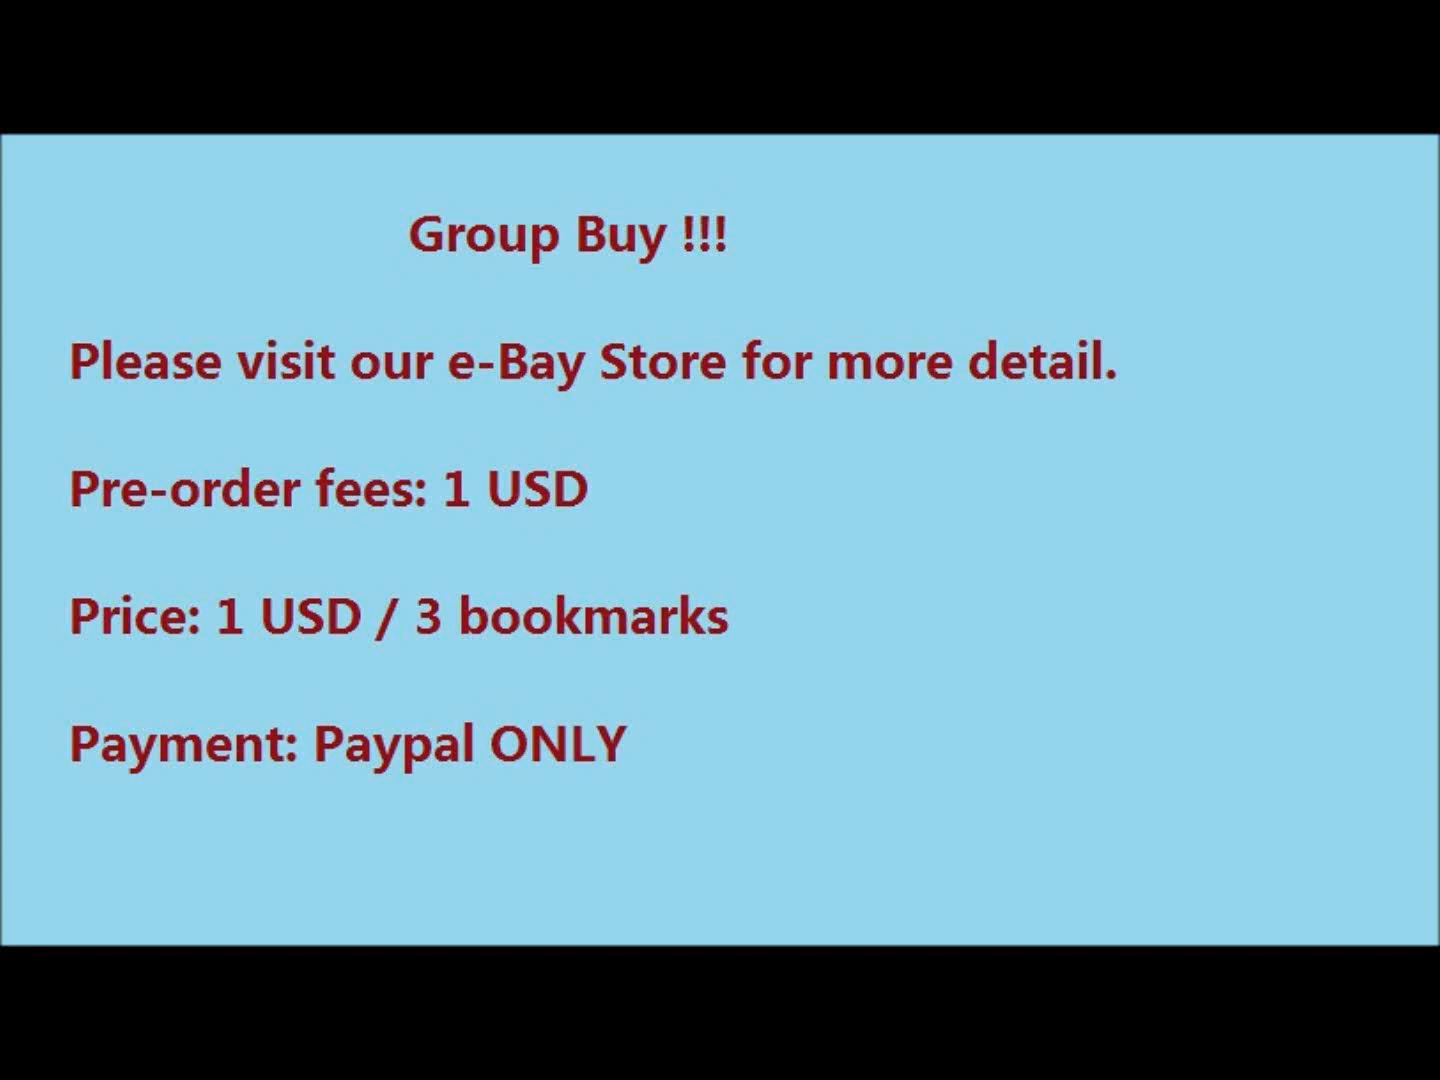 Group Buy !!!
Please visit our e-Bay Store for more detail.
Pre-order fees: 1 USD
Price: 1 USD / 3 bookmarks
Payment: Paypal ONLY